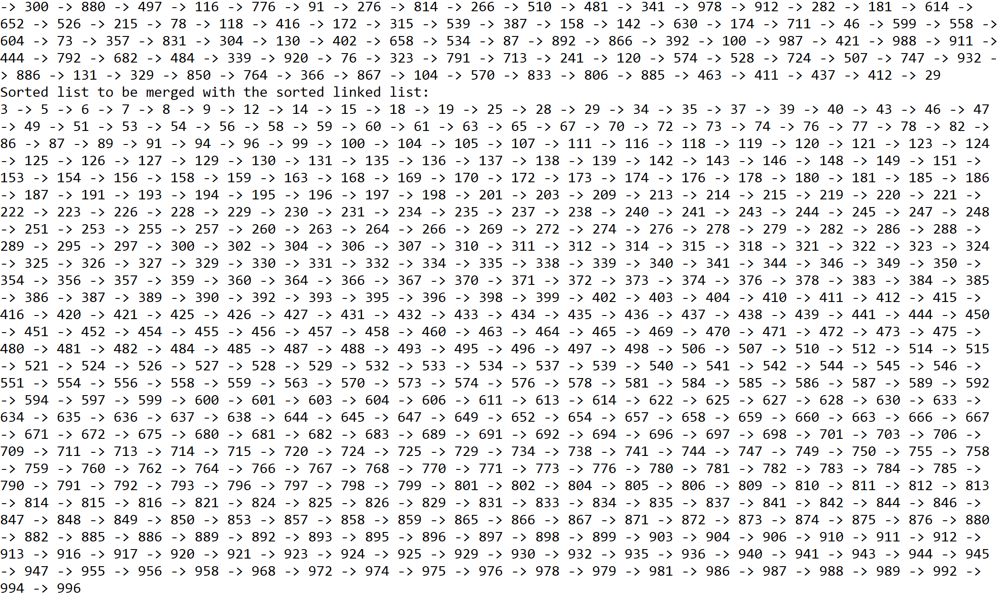 -> 300 -> 880 -> 497 -> 116 -> 776 -> 91 -> 276 -> 814 -> 266 -> 510 -> 481 -> 341 -> 978 -> 912 -> 282 -> 181 -> 614 ->
652 -> 526 -> 215 -> 78 -> 118 -> 416 -> 172 -> 315 -> 539 -> 387 -> 158 -> 142 -> 630 -> 174 -> 711 -> 46 -> 599 -> 558 ->
604 -> 73 -> 357 -> 831 -> 304 -> 130 -> 402 -> 658 -> 534 -> 87 -> 892 -> 866 -> 392 -> 100 -> 987 -> 421 -> 988 -> 911 ->
444 -> 792 -> 682 -> 484 -> 339 -> 920 -> 76 -> 323 -> 791 -> 713 -> 241 -> 120 -> 574 -> 528 -> 724 -> 507 -> 747 -> 932 -
> 886 -> 131 -> 329 -> 850 -> 764 -> 366 -> 867 -> 104 -> 570 -> 833 -> 806 -> 885 -> 463 -> 411 -> 437 -> 412 -> 29
Sorted list to be merged with the sorted linked list:
3 -> 5 -> 6 -> 7 -> 8 -> 9 -> 12 -> 14 -> 15 -> 18 -> 19 -> 25 -> 28 -> 29 -> 34 -> 35 -> 37 -> 39 -> 40 -> 43 -> 46 -> 47
-> 49 -> 51 -> 53 -> 54 -> 56 -> 58 -> 59 -> 60 -> 61 -> 63 -> 65 -> 67 -> 70 -> 72 -> 73 -> 74 -> 76 -> 77 -> 78 -> 82 ->
86 -> 87 -> 89 -> 91 -> 94 -> 96 -> 99 -> 100 -> 104 -> 105 -> 107 -> 111 -> 116 -> 118 -> 119 -> 120 -> 121 -> 123 -> 124
-> 125 -> 126 -> 127 -> 129 -> 130 -> 131 -> 135 -> 136 -> 137 -> 138 -> 139 -> 142 -> 143 -> 146 -> 148 -> 149 -> 151 ->
153 -> 154 -> 156 -> 158 -> 159 -> 163 -> 168 -> 169 -> 170 -> 172 -> 173 -> 174 -> 176 -> 178 -> 180 -> 181 -> 185 -> 186
-> 187 -> 191 -> 193 -> 194 -> 195 -> 196 -> 197 -> 198 -> 201 -> 203 -> 209 -> 213 -> 214 -> 215 -> 219 -> 220 -> 221 ->
222 -> 223 -> 226 -> 228 -> 229 -> 230 -> 231 -> 234 -> 235 -> 237 -> 238 -> 240 -> 241 -> 243 -> 244 -> 245 -> 247 -> 248
-> 251 -> 253 -> 255 -> 257 -> 260 -> 263 -> 264 -> 266 -> 269 -> 272 -> 274 -> 276 -> 278 -> 279 -> 282 -> 286 -> 288 ->
289 -> 295 -> 297 -> 300 -> 302 -> 304 -> 306 -> 307 -> 310 -> 311 -> 312 -> 314 -> 315 -> 318 -> 321 -> 322 -> 323 -> 324
-> 325 -> 326 -> 327 -> 329 -> 330 -> 331 -> 332 -> 334 -> 335 -> 338 -> 339 -> 340 -> 341 -> 344 -> 346 -> 349 -> 350 ->
354 -> 356 -> 357 -> 359 -> 360 -> 364 -> 366 -> 367 -> 370 -> 371 -> 372 -> 373 -> 374 -> 376 -> 378 -> 383 -> 384 -> 385
-> 386 -> 387 -> 389 -> 390 -> 392 -> 393 -> 395 -> 396 -> 398 -> 399 -> 402 -> 403 -> 404 -> 410 -> 411 -> 412 -> 415 ->
416 -> 420 -> 421 -> 425 -> 426 -> 427 -> 431 -> 432 -> 433 -> 434 -> 435 -> 436 -> 437 -> 438 -> 439 -> 441 -> 444 -> 450
-> 451 -> 452 -> 454 -> 455 -> 456 -> 457 -> 458 -> 460 -> 463 -> 464 -> 465 -> 469 -> 470 -> 471 -> 472 -> 473 -> 475 ->
480 -> 481 -> 482 -> 484 -> 485 -> 487 -> 488 -> 493 -> 495 -> 496 -> 497 -> 498 -> 506 -> 507 -> 510 -> 512 -> 514 -> 515
-> 521 -> 524 -> 526 -> 527 -> 528 -> 529 -> 532 -> 533 -> 534 -> 537 -> 539 -> 540 -> 541 -> 542 -> 544 -> 545 -> 546 ->
551 -> 554 -> 556 -> 558 -> 559 -> 563 -> 570 -> 573 -> 574 -> 576 -> 578 -> 581 -> 584 -> 585 -> 586 -> 587 -> 589 -> 592
-> 594 -> 597 -> 599 -> 600 -> 601 -> 603 -> 604 -> 606 -> 611 -> 613 -> 614 -> 622 -> 625 -> 627 -> 628 -> 630 -> 633 ->
634 -> 635 -> 636 -> 637 -> 638 -> 644 -> 645 -> 647 -> 649 -> 652 -> 654 -> 657 -> 658 -> 659 -> 660 -> 663 -> 666 -> 667
-> 671 -> 672 -> 675 -> 680 -> 681 -> 682 -> 683 -> 689 -> 691 -> 692 -> 694 -> 696 -> 697 -> 698 -> 701 -> 703 -> 706 ->
709 -> 711 -> 713 -> 714 -> 715 -> 720 -> 724 -> 725 -> 729 -> 734 -> 738 -> 741 -> 744 -> 747 -> 749 -> 750 -> 755 -> 758
-> 759 -> 760 -> 762 -> 764 -> 766 -> 767 -> 768 -> 770 -> 771 -> 773 -> 776 -> 780 -> 781 -> 782 -> 783 -> 784 -> 785 ->
790 -> 791 -> 792 -> 793 -> 796 -> 797 -> 798 -> 799 -> 801 -> 802 -> 804 -> 805 -> 806 -> 809 -> 810 -> 811 -> 812 -> 813
-> 814 -> 815 -> 816 -> 821 -> 824 -> 825 -> 826 -> 829 -> 831 -> 833 -> 834 -> 835 -> 837 -> 841 -> 842 -> 844 -> 846 ->
847 -> 848 -> 849 -> 850 -> 853 -> 857 -> 858 -> 859 -> 865 -> 866 -> 867 -> 871 -> 872 -> 873 -> 874 -> 875 -> 876 -> 880
-> 882 -> 885 -> 886 -> 889 -> 892 -> 893 -> 895 -> 896 -> 897 -> 898 -> 899 -> 903 -> 904 -> 906 -> 910 -> 911 -> 912 ->
913 -> 916 -> 917 -> 920 -> 921 -> 923 -> 924 -> 925 -> 929 -> 930 -> 932 -> 935 -> 936 -> 940 -> 941 -> 943 -> 944 -> 945
-> 947 -> 955 -> 956 -> 958 -> 968 -> 972 -> 974 -> 975 -> 976 -> 978 -> 979 -> 981 -> 986 -> 987 -> 988 -> 989 -> 992 ->
994 -> 996